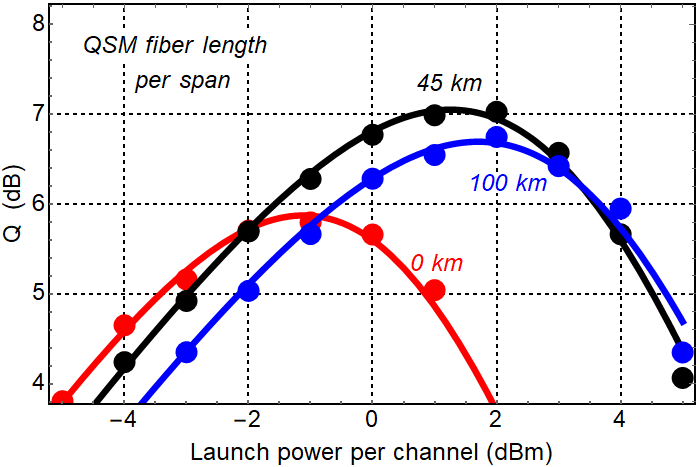 8
7
6
5
4
Q (dB)
QSM fiber length
per span
45 km
100 km
0 km
−4
−2
0
2
4
Launch power per channel (dBm)